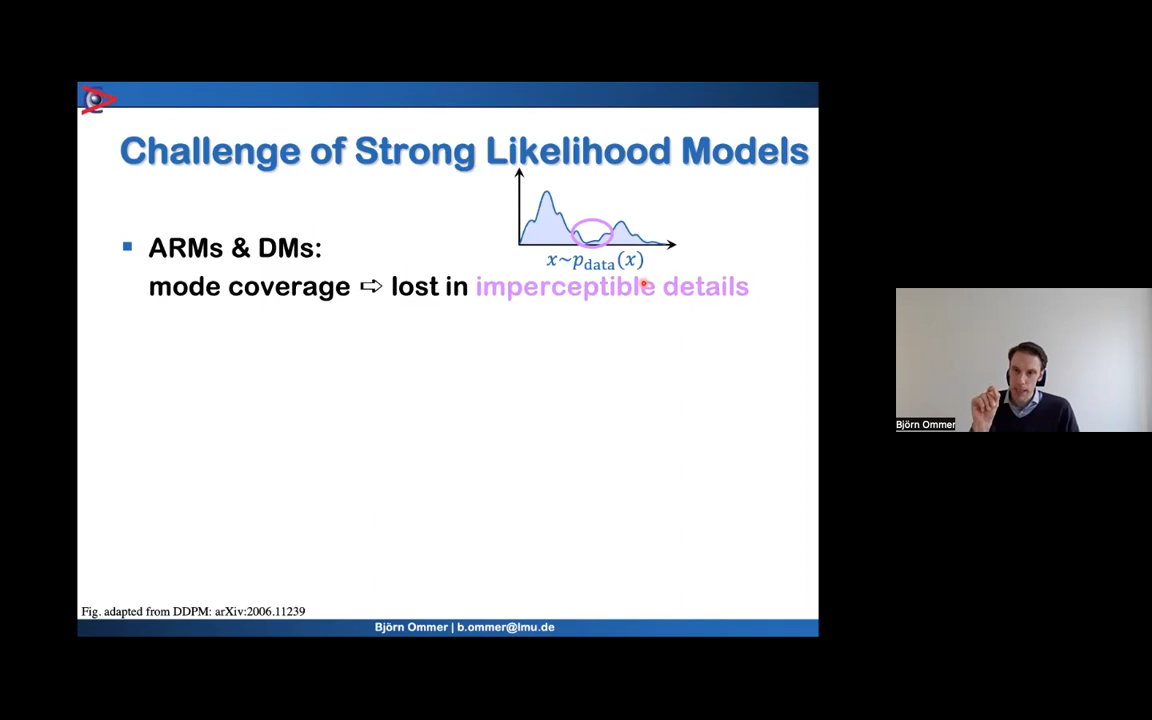 Challenge of Strong Likelihood Models
▪ ARMs & DMs:
x~p_data(x)
mode coverage ⇨ lost in imperceptible details
Björn Ommer
Fig. adapted from DDPM: arXiv:2006.11239
Björn Ommer | b.ommer@lmu.de